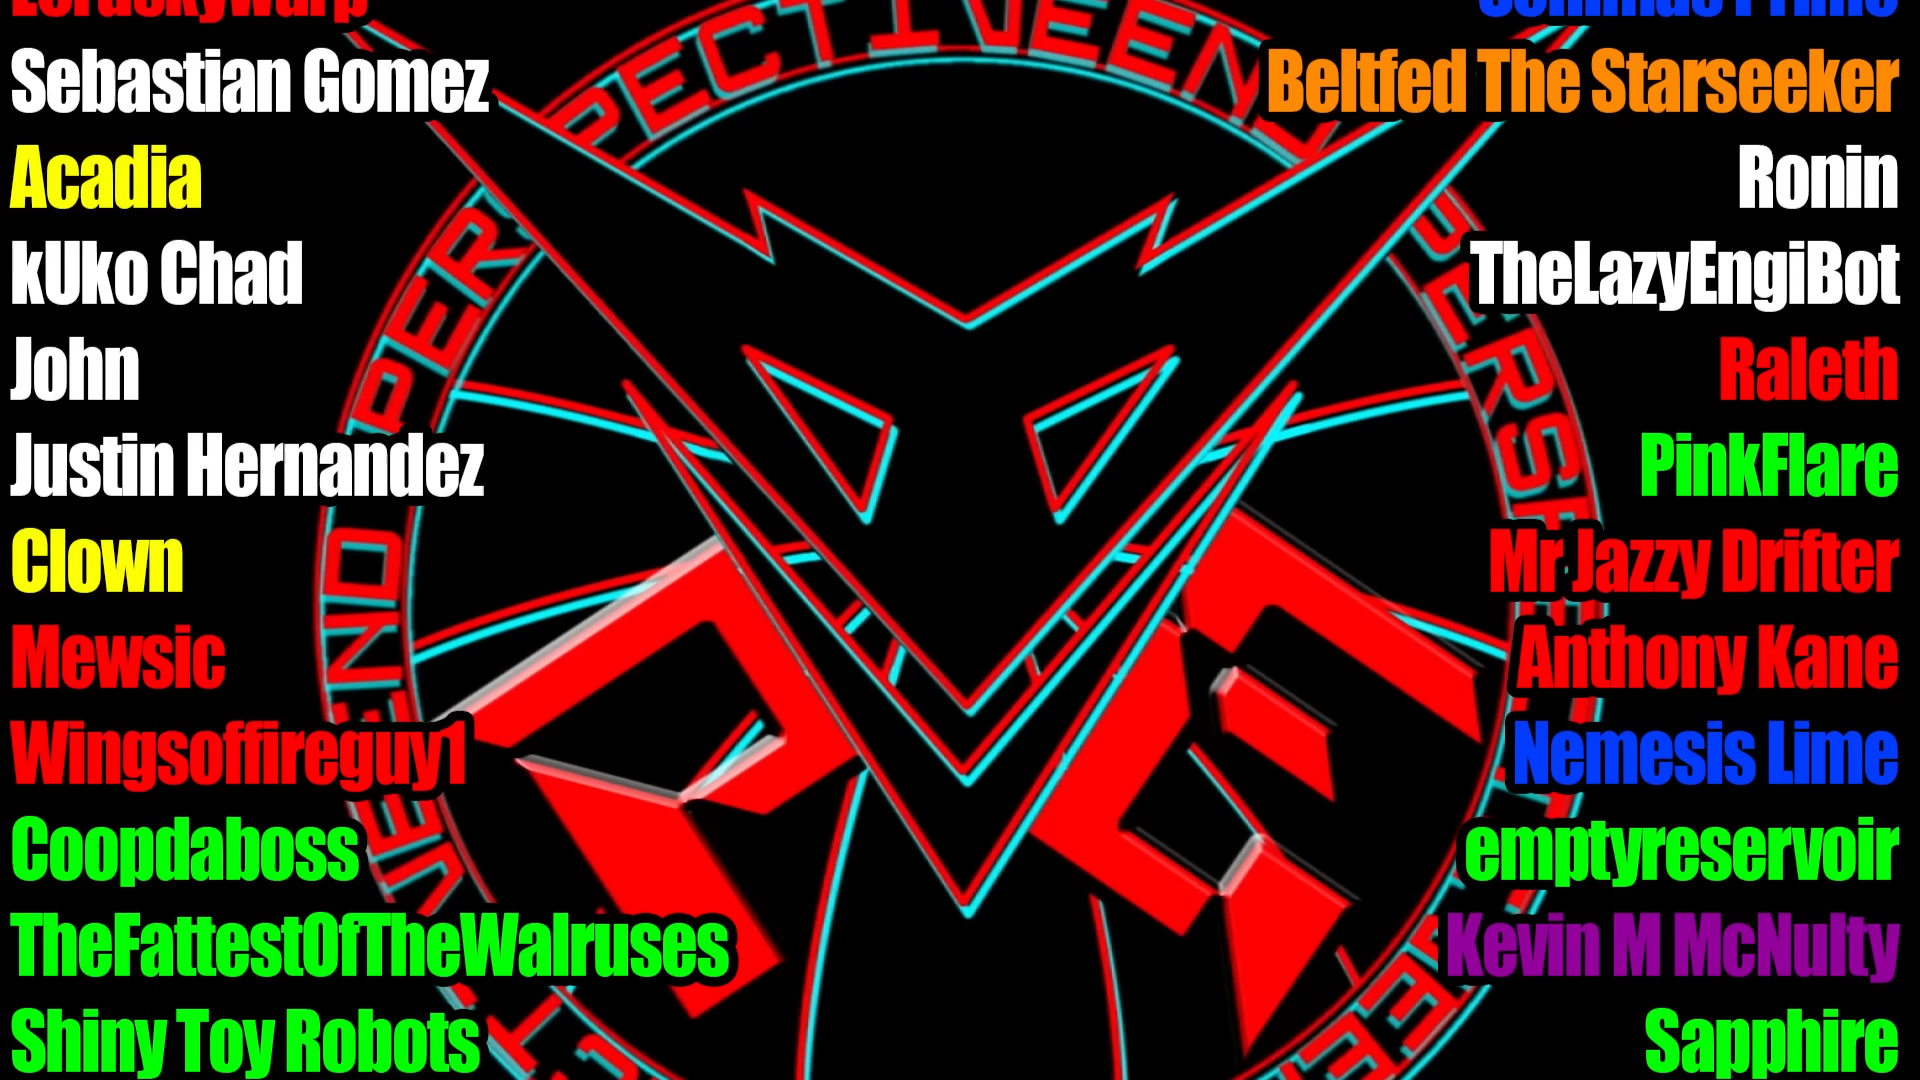 Sebastian Gomez
Acadia
kUko Chad
John
Justin Hernandez
Clown
Mewsic
Wingsoffireguy1
Coopdaboss
TheFattestOfTheWalruses
Shiny Toy Robots
Beltfed The Starseeker
Ronin
TheLazyEngiBot
Raleth
PinkFlare
Mr Jazzy Drifter
Anthony Kane
Nemesis Lime
emptyreservoir
Kevin M McNulty
Sapphire